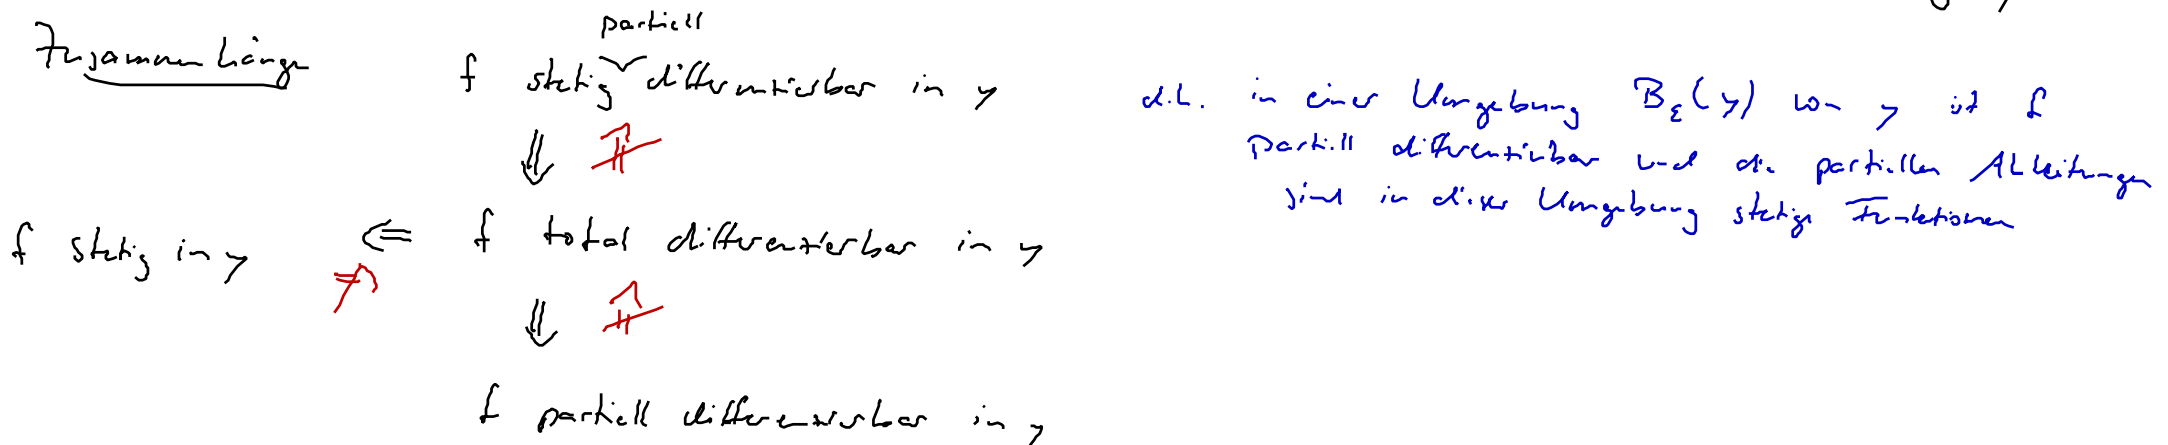 Zusammenhänge
partiell
f stetig differenzierbar in y
⇓ ⇑̸
f stetig in y ⇐ f total differenzierbar in y
⇏
⇓ ⇑̸
f partiell differenzierbar in y
d.h. in einer Umgebung B_ε(y) von y ist f
partiell differenzierbar und die partiellen Ableitungen
sind in dieser Umgebung stetige Funktionen